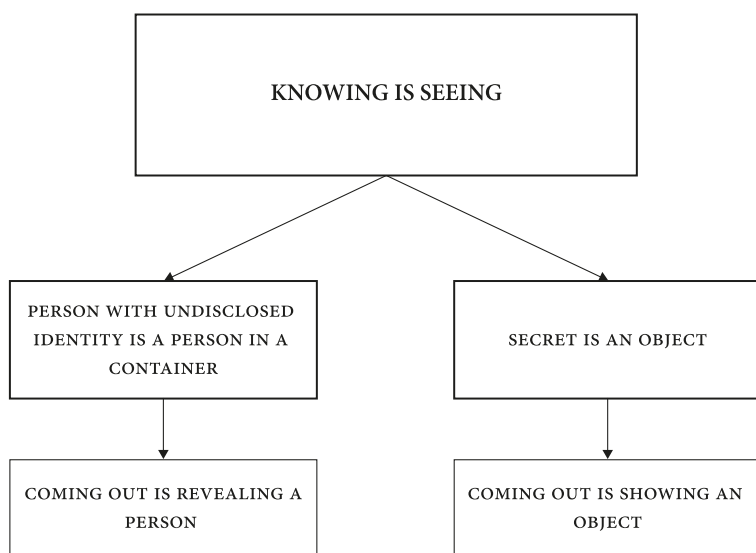 KNOWING IS SEEING
PERSON WITH UNDISCLOSED
IDENTITY IS A PERSON IN A
CONTAINER
SECRET IS AN OBJECT
COMING OUT IS REVEALING A
PERSON
COMING OUT IS SHOWING AN
OBJECT